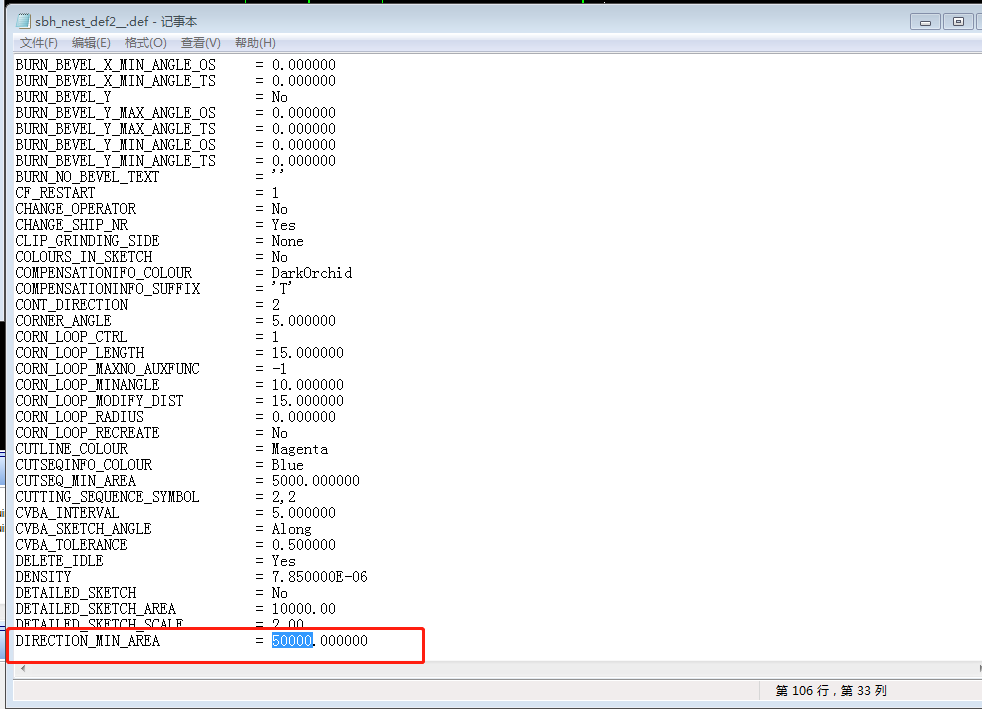 sbh_nest_def2__.def - 记事本
文件(F) 编辑(E) 格式(O) 查看(V) 帮助(H)
BURN_BEVEL_X_MIN_ANGLE_OS = 0.000000
BURN_BEVEL_X_MIN_ANGLE_TS = 0.000000
BURN_BEVEL_Y = No
BURN_BEVEL_Y_MAX_ANGLE_OS = 0.000000
BURN_BEVEL_Y_MAX_ANGLE_TS = 0.000000
BURN_BEVEL_Y_MIN_ANGLE_OS = 0.000000
BURN_BEVEL_Y_MIN_ANGLE_TS = 0.000000
BURN_NO_BEVEL_TEXT = ''
CF_RESTART = 1
CHANGE_OPERATOR = No
CHANGE_SHIP_NR = Yes
CLIP_GRINDING_SIDE = None
COLOURS_IN_SKETCH = No
COMPENSATIONIFO_COLOUR = DarkOrchid
COMPENSATIONINFO_SUFFIX = 'T'
CONT_DIRECTION = 2
CORNER_ANGLE = 5.000000
CORN_LOOP_CTRL = 1
CORN_LOOP_LENGTH = 15.000000
CORN_LOOP_MAXNO_AUXFUNC = -1
CORN_LOOP_MINANGLE = 10.000000
CORN_LOOP_MODIFY_DIST = 15.000000
CORN_LOOP_RADIUS = 0.000000
CORN_LOOP_RECREATE = No
CUTLINE_COLOUR = Magenta
CUTSEQINFO_COLOUR = Blue
CUTSEQ_MIN_AREA = 5000.000000
CUTTING_SEQUENCE_SYMBOL = 2,2
CVBA_INTERVAL = 5.000000
CVBA_SKETCH_ANGLE = Along
CVBA_TOLERANCE = 0.500000
DELETE_IDLE = Yes
DENSITY = 7.850000E-06
DETAILED_SKETCH = No
DETAILED_SKETCH_AREA = 10000.00
DETAILED_SKETCH_SCALE = 2.00
DIRECTION_MIN_AREA = 50000.000000
第 106 行，第 33 列